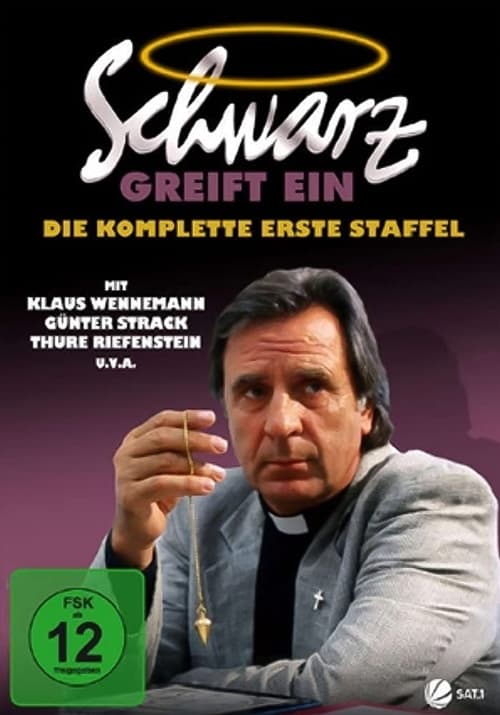 Schwarz
GREIFT EIN
DIE KOMPLETTE ERSTE STAFFEL
MIT
KLAUS WENNEMANN
GÜNTER STRACK
THURE RIEFENSTEIN
U.V.A.
FSK
ab
12
freigegeben
SAT.1